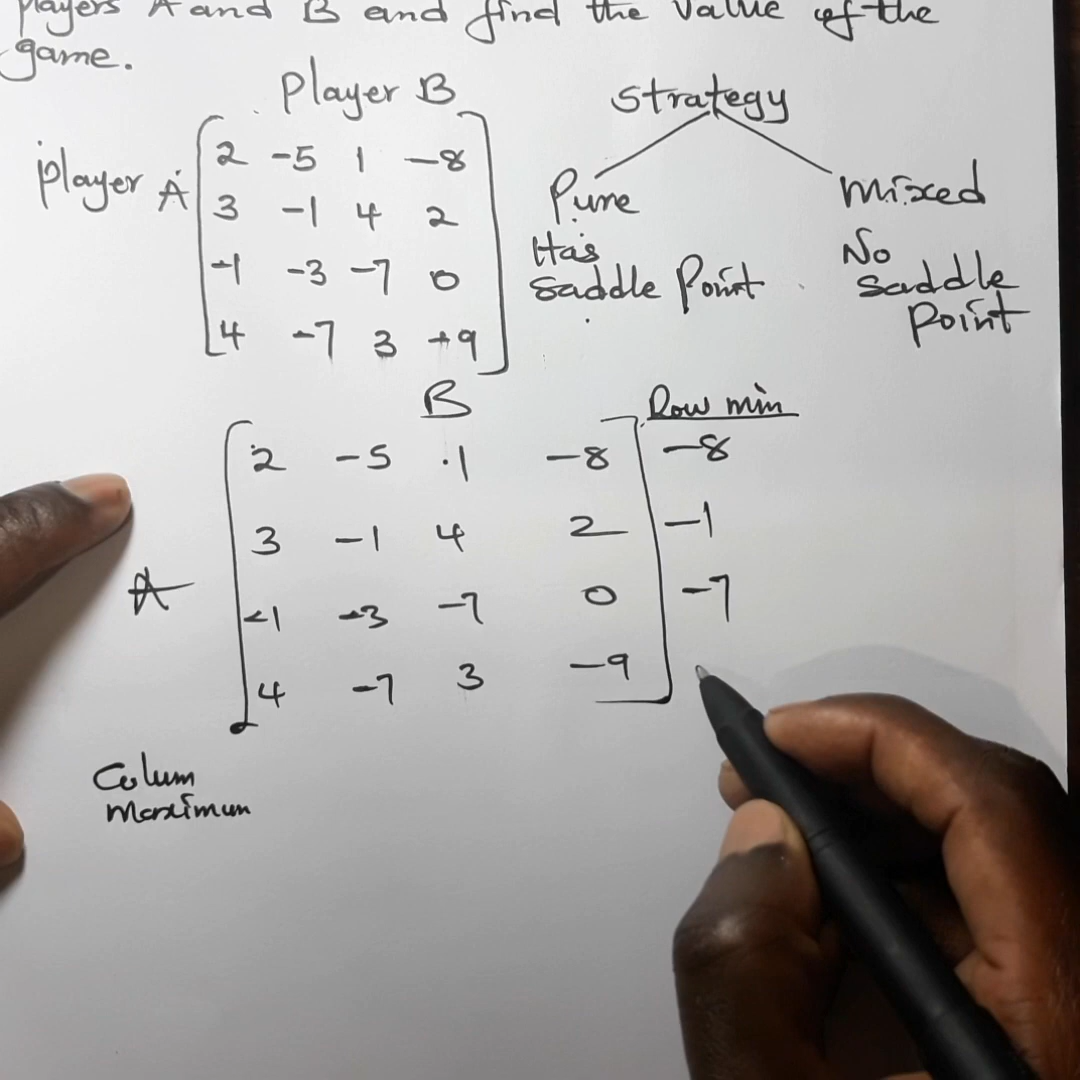 players A and B and find the value of the
game.
Player B
Strategy
2 -5 1 -8
Player A
3 -1 4 2
-1 -3 -7 0
4 -7 3 +9
Pure
Has
Saddle Point
mixed
No
Saddle
Point
B
Row min
2 -5 1 -8 -8
3 -1 4 2 -1
A
-1 -3 -7 0 -7
4 -7 3 -9
Colum
Maximum